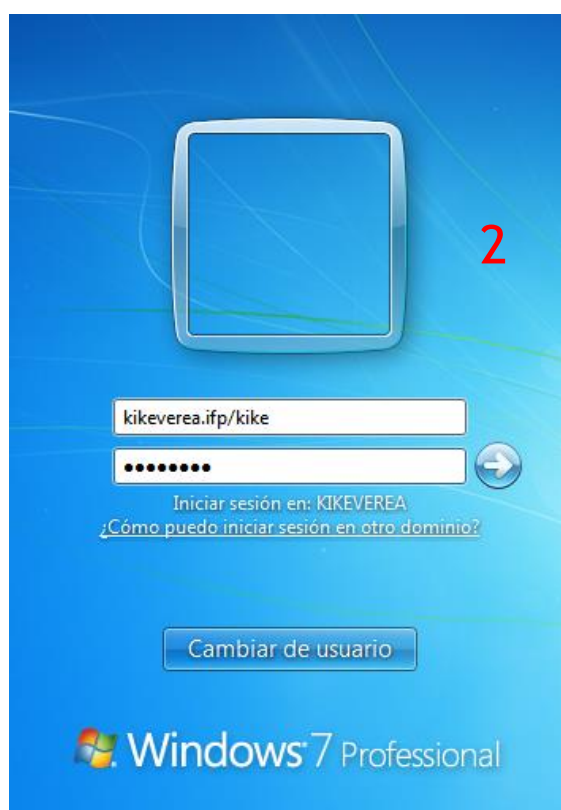 2
kikeverea.ifp/kike
●●●●●●●●
Iniciar sesión en: KIKEVEREA
¿Cómo puedo iniciar sesión en otro dominio?
Cambiar de usuario
Windows 7 Professional